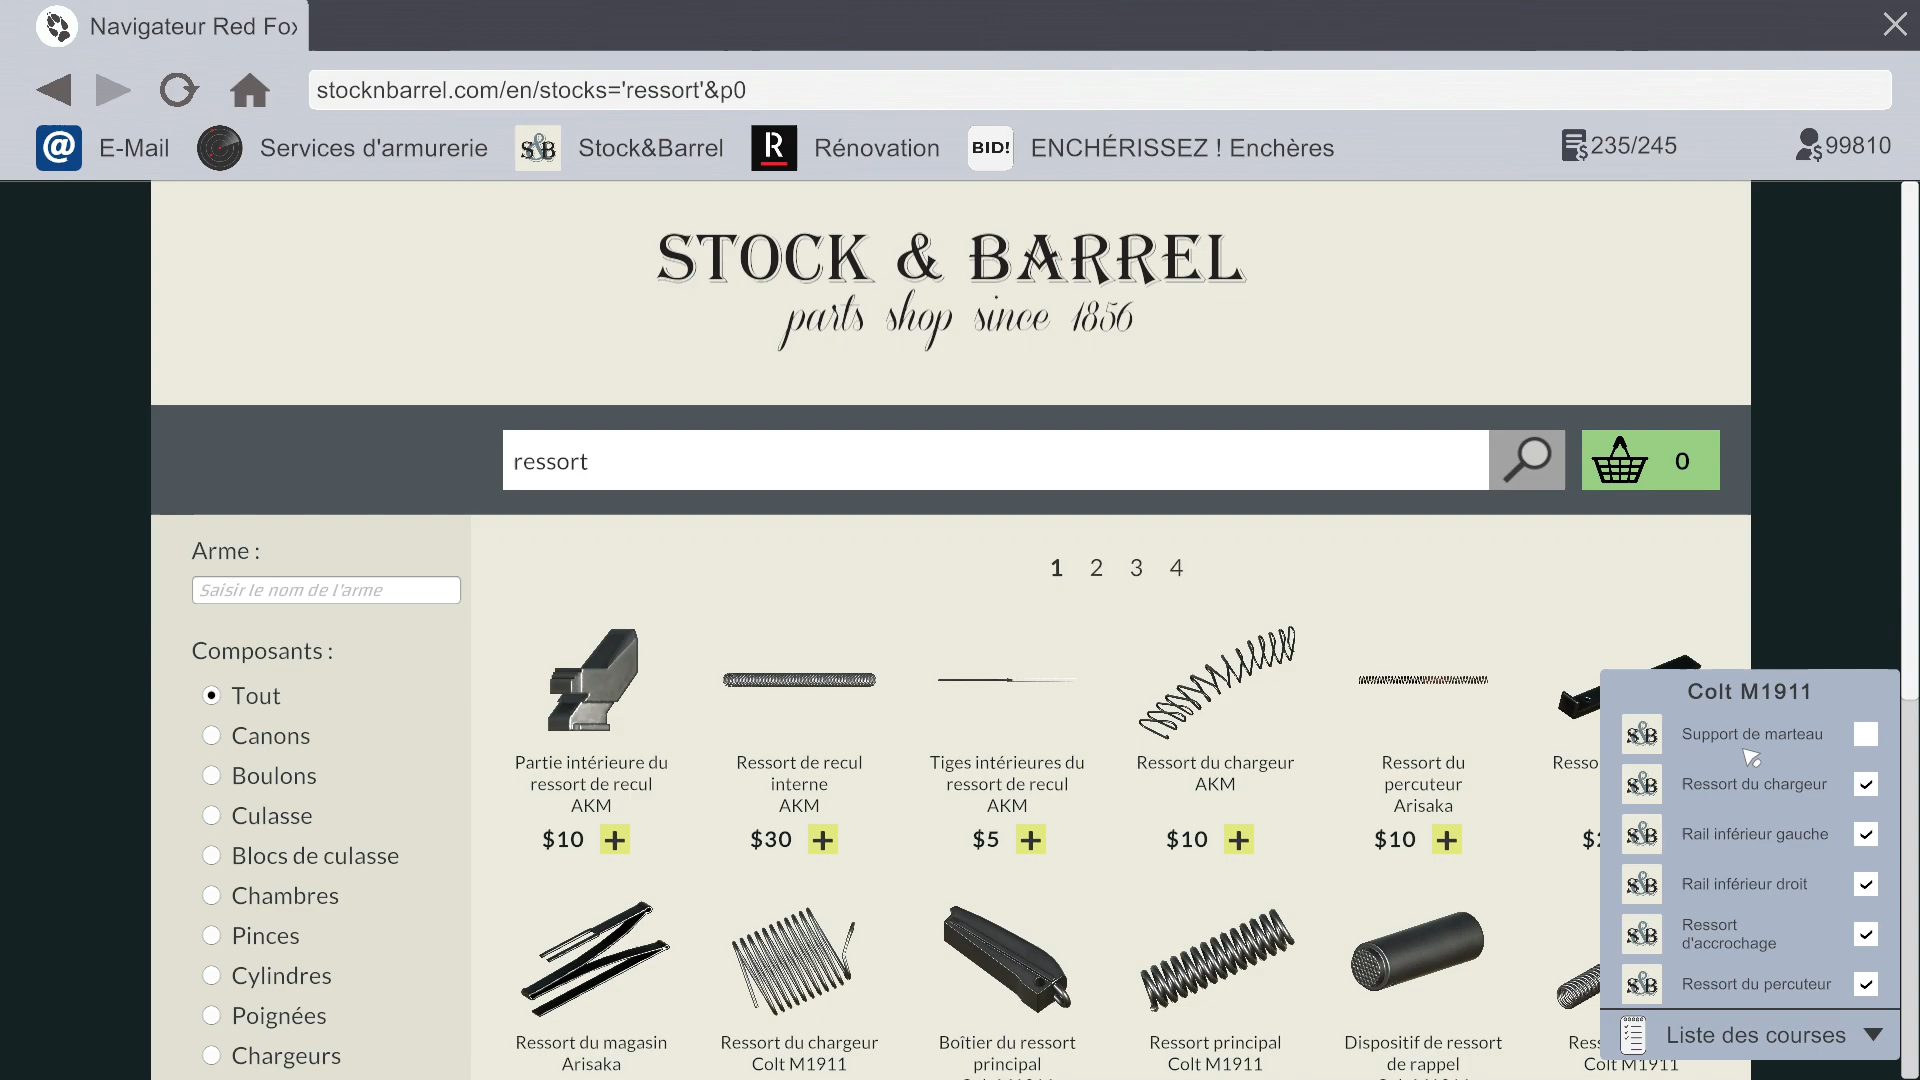 Navigateur Red Fox
stocknbarrel.com/en/stocks='ressort'&p0
@ E-Mail Services d'armurerie S&B Stock&Barrel R Rénovation BID! ENCHÉRISSEZ ! Enchères 235/245 99810
STOCK & BARREL
parts shop since 1856
ressort
0
Arme :
Saisir le nom de l'arme
Composants :
Tout
Canons
Boulons
Culasse
Blocs de culasse
Chambres
Pinces
Cylindres
Poignées
Chargeurs
1 2 3 4
Partie intérieure du
ressort de recul
AKM
$10 +
Ressort de recul
interne
AKM
$30 +
Tiges intérieures du
ressort de recul
AKM
$5 +
Ressort du chargeur
AKM
$10 +
Ressort du
percuteur
Arisaka
$10 +
Resso
Ressort du magasin
Arisaka
Ressort du chargeur
Colt M1911
Boîtier du ressort
principal
Ressort principal
Colt M1911
Dispositif de ressort
de rappel
Ress
Colt M1911
Colt M1911
S&B Support de marteau
S&B Ressort du chargeur
S&B Rail inférieur gauche
S&B Rail inférieur droit
S&B Ressort
d'accrochage
S&B Ressort du percuteur
Liste des courses